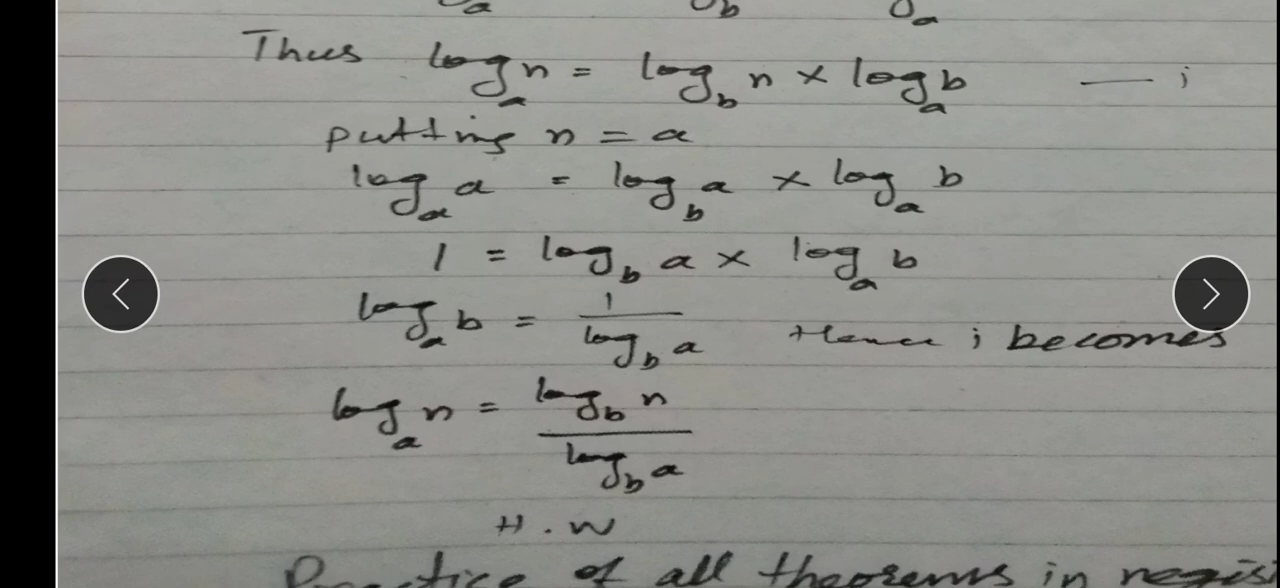 Thus log_a n = log_b n × log_a b — i
putting n = a
log_a a = log_b a × log_a b
1 = log_b a × log_a b
log_a b = 1 / log_b a Hence i becomes
log_a n = log_b n / log_b a
H.W
Practice of all theorems in